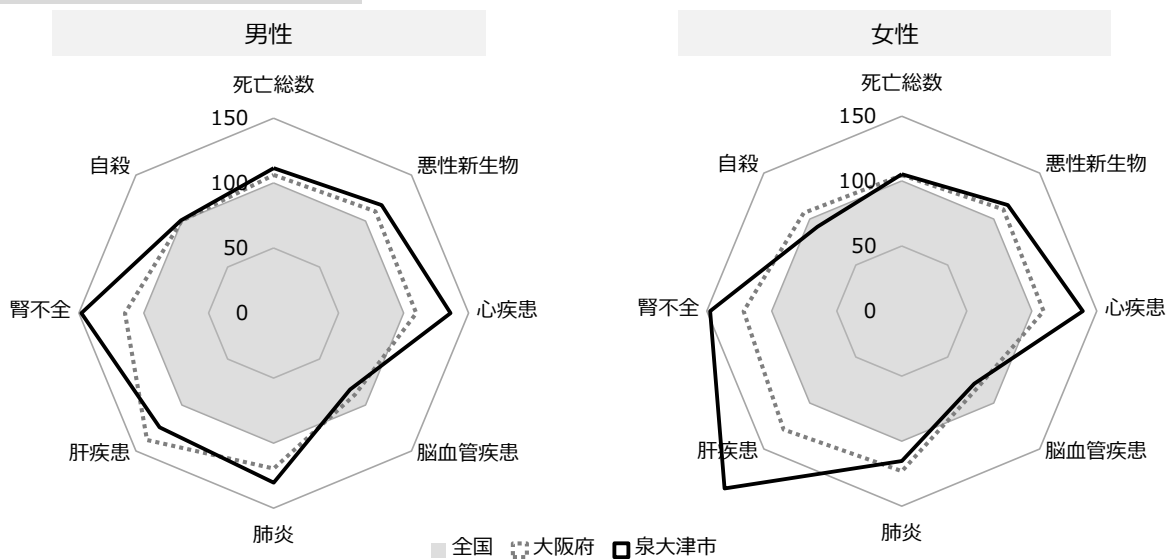 男性
死亡総数
150
100
50
0
悪性新生物
心疾患
脳血管疾患
肺炎
肝疾患
腎不全
自殺
女性
死亡総数
150
100
50
0
悪性新生物
心疾患
脳血管疾患
肺炎
肝疾患
腎不全
自殺
全国 大阪府 泉大津市